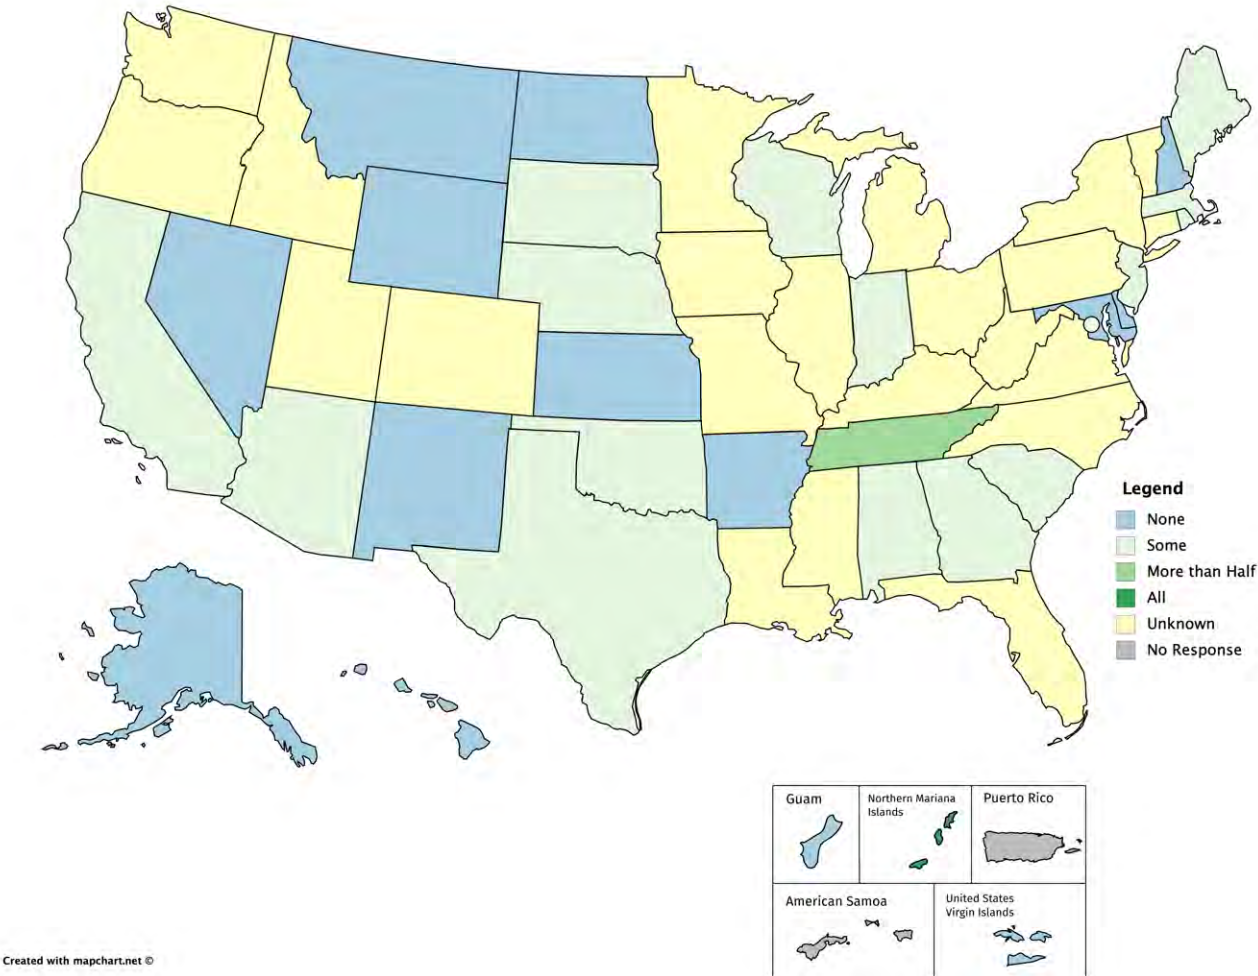 Legend
None
Some
More than Half
All
Unknown
No Response
Guam
Northern Mariana
Islands
Puerto Rico
American Samoa
United States
Virgin Islands
Created with mapchart.net ©